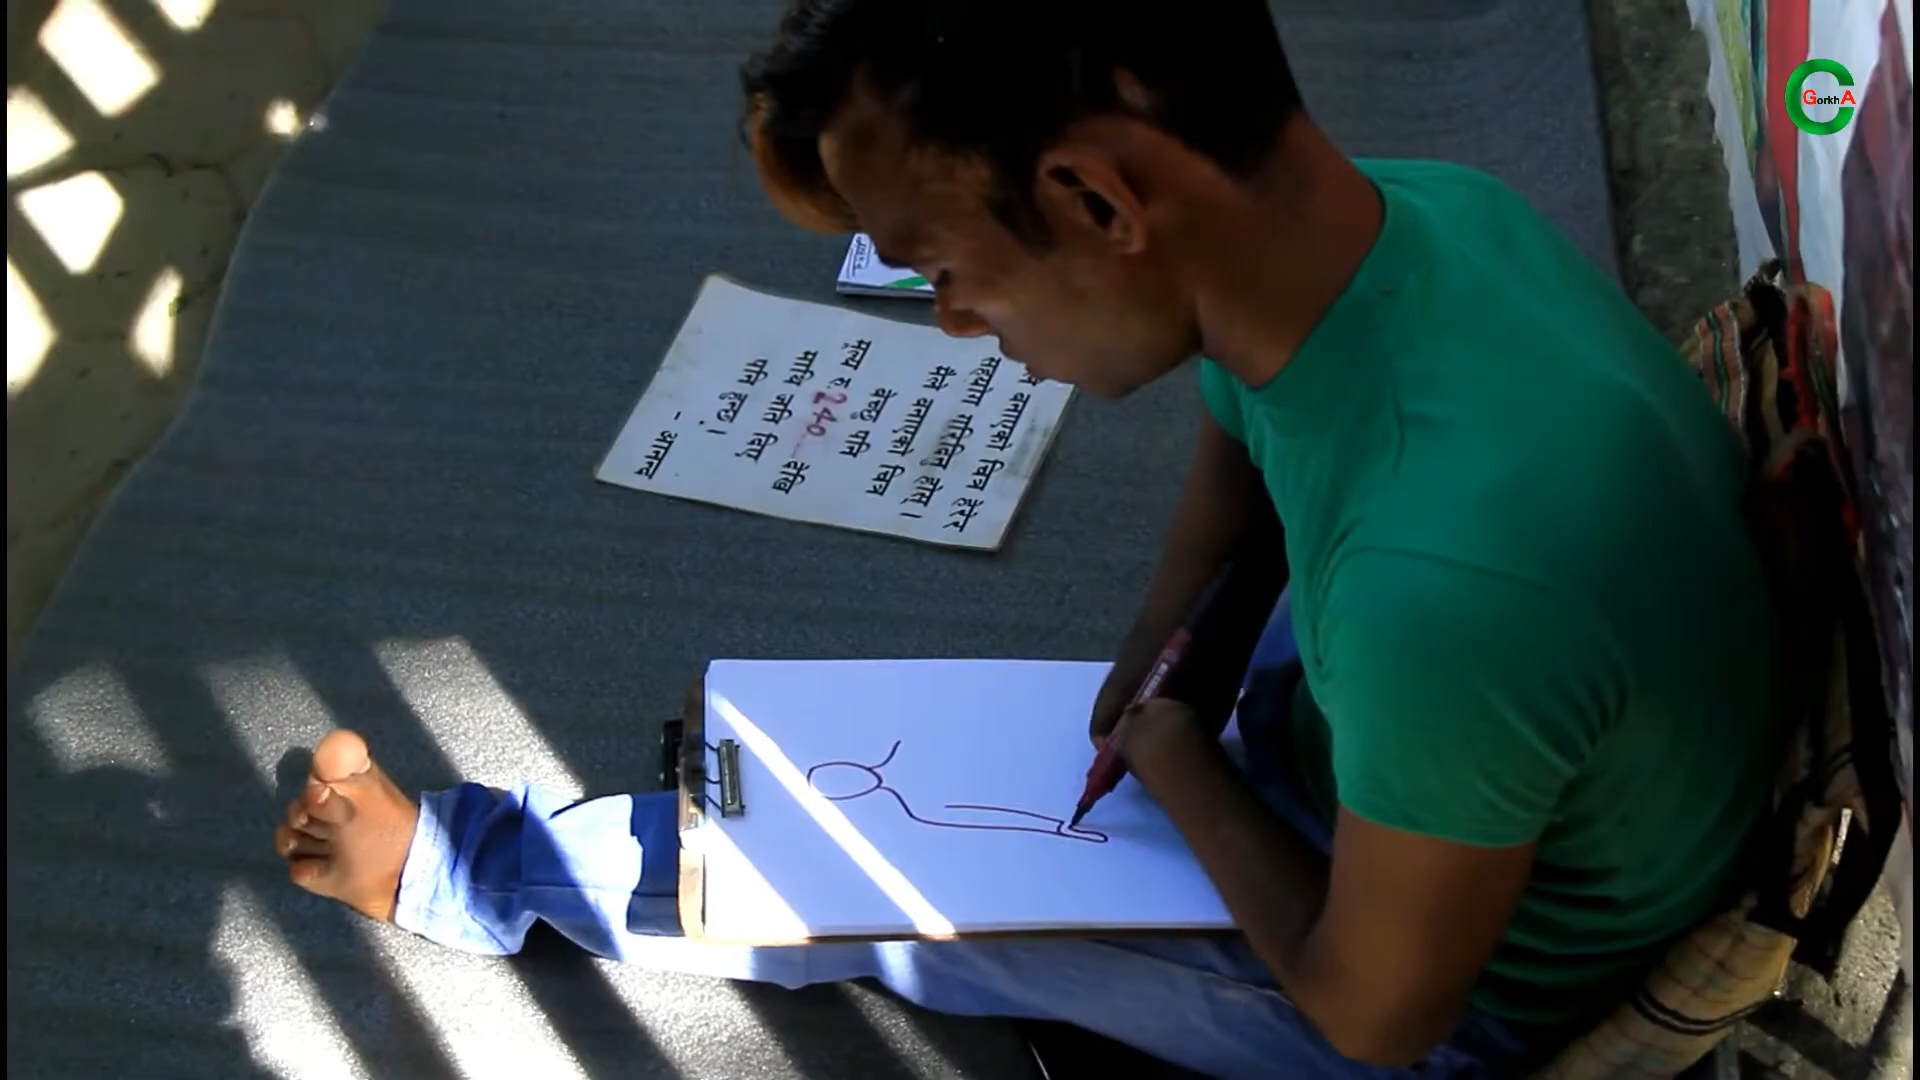 बनाएको चित्र हेरेर
सहयोग गरिदिनु होस् ।
मैले बनाएको चित्र
बेच्छु पनि
मूल्य रु. 240... देखि
माथि जति दिए
पनि हुन्छ ।
- आनन्द
GorkhA